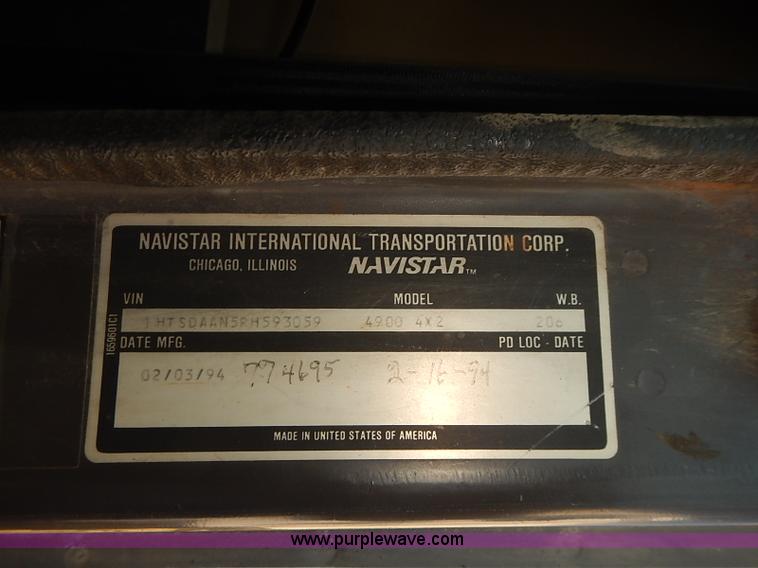 NAVISTAR INTERNATIONAL TRANSPORTATION CORP.
CHICAGO, ILLINOIS NAVISTAR™
VIN MODEL W.B.
1HTSDAAN5RH593059 4900 4X2 206
1659601C1
DATE MFG. PD LOC - DATE
02/03/94 774695 2-16-94
MADE IN UNITED STATES OF AMERICA
www.purplewave.com